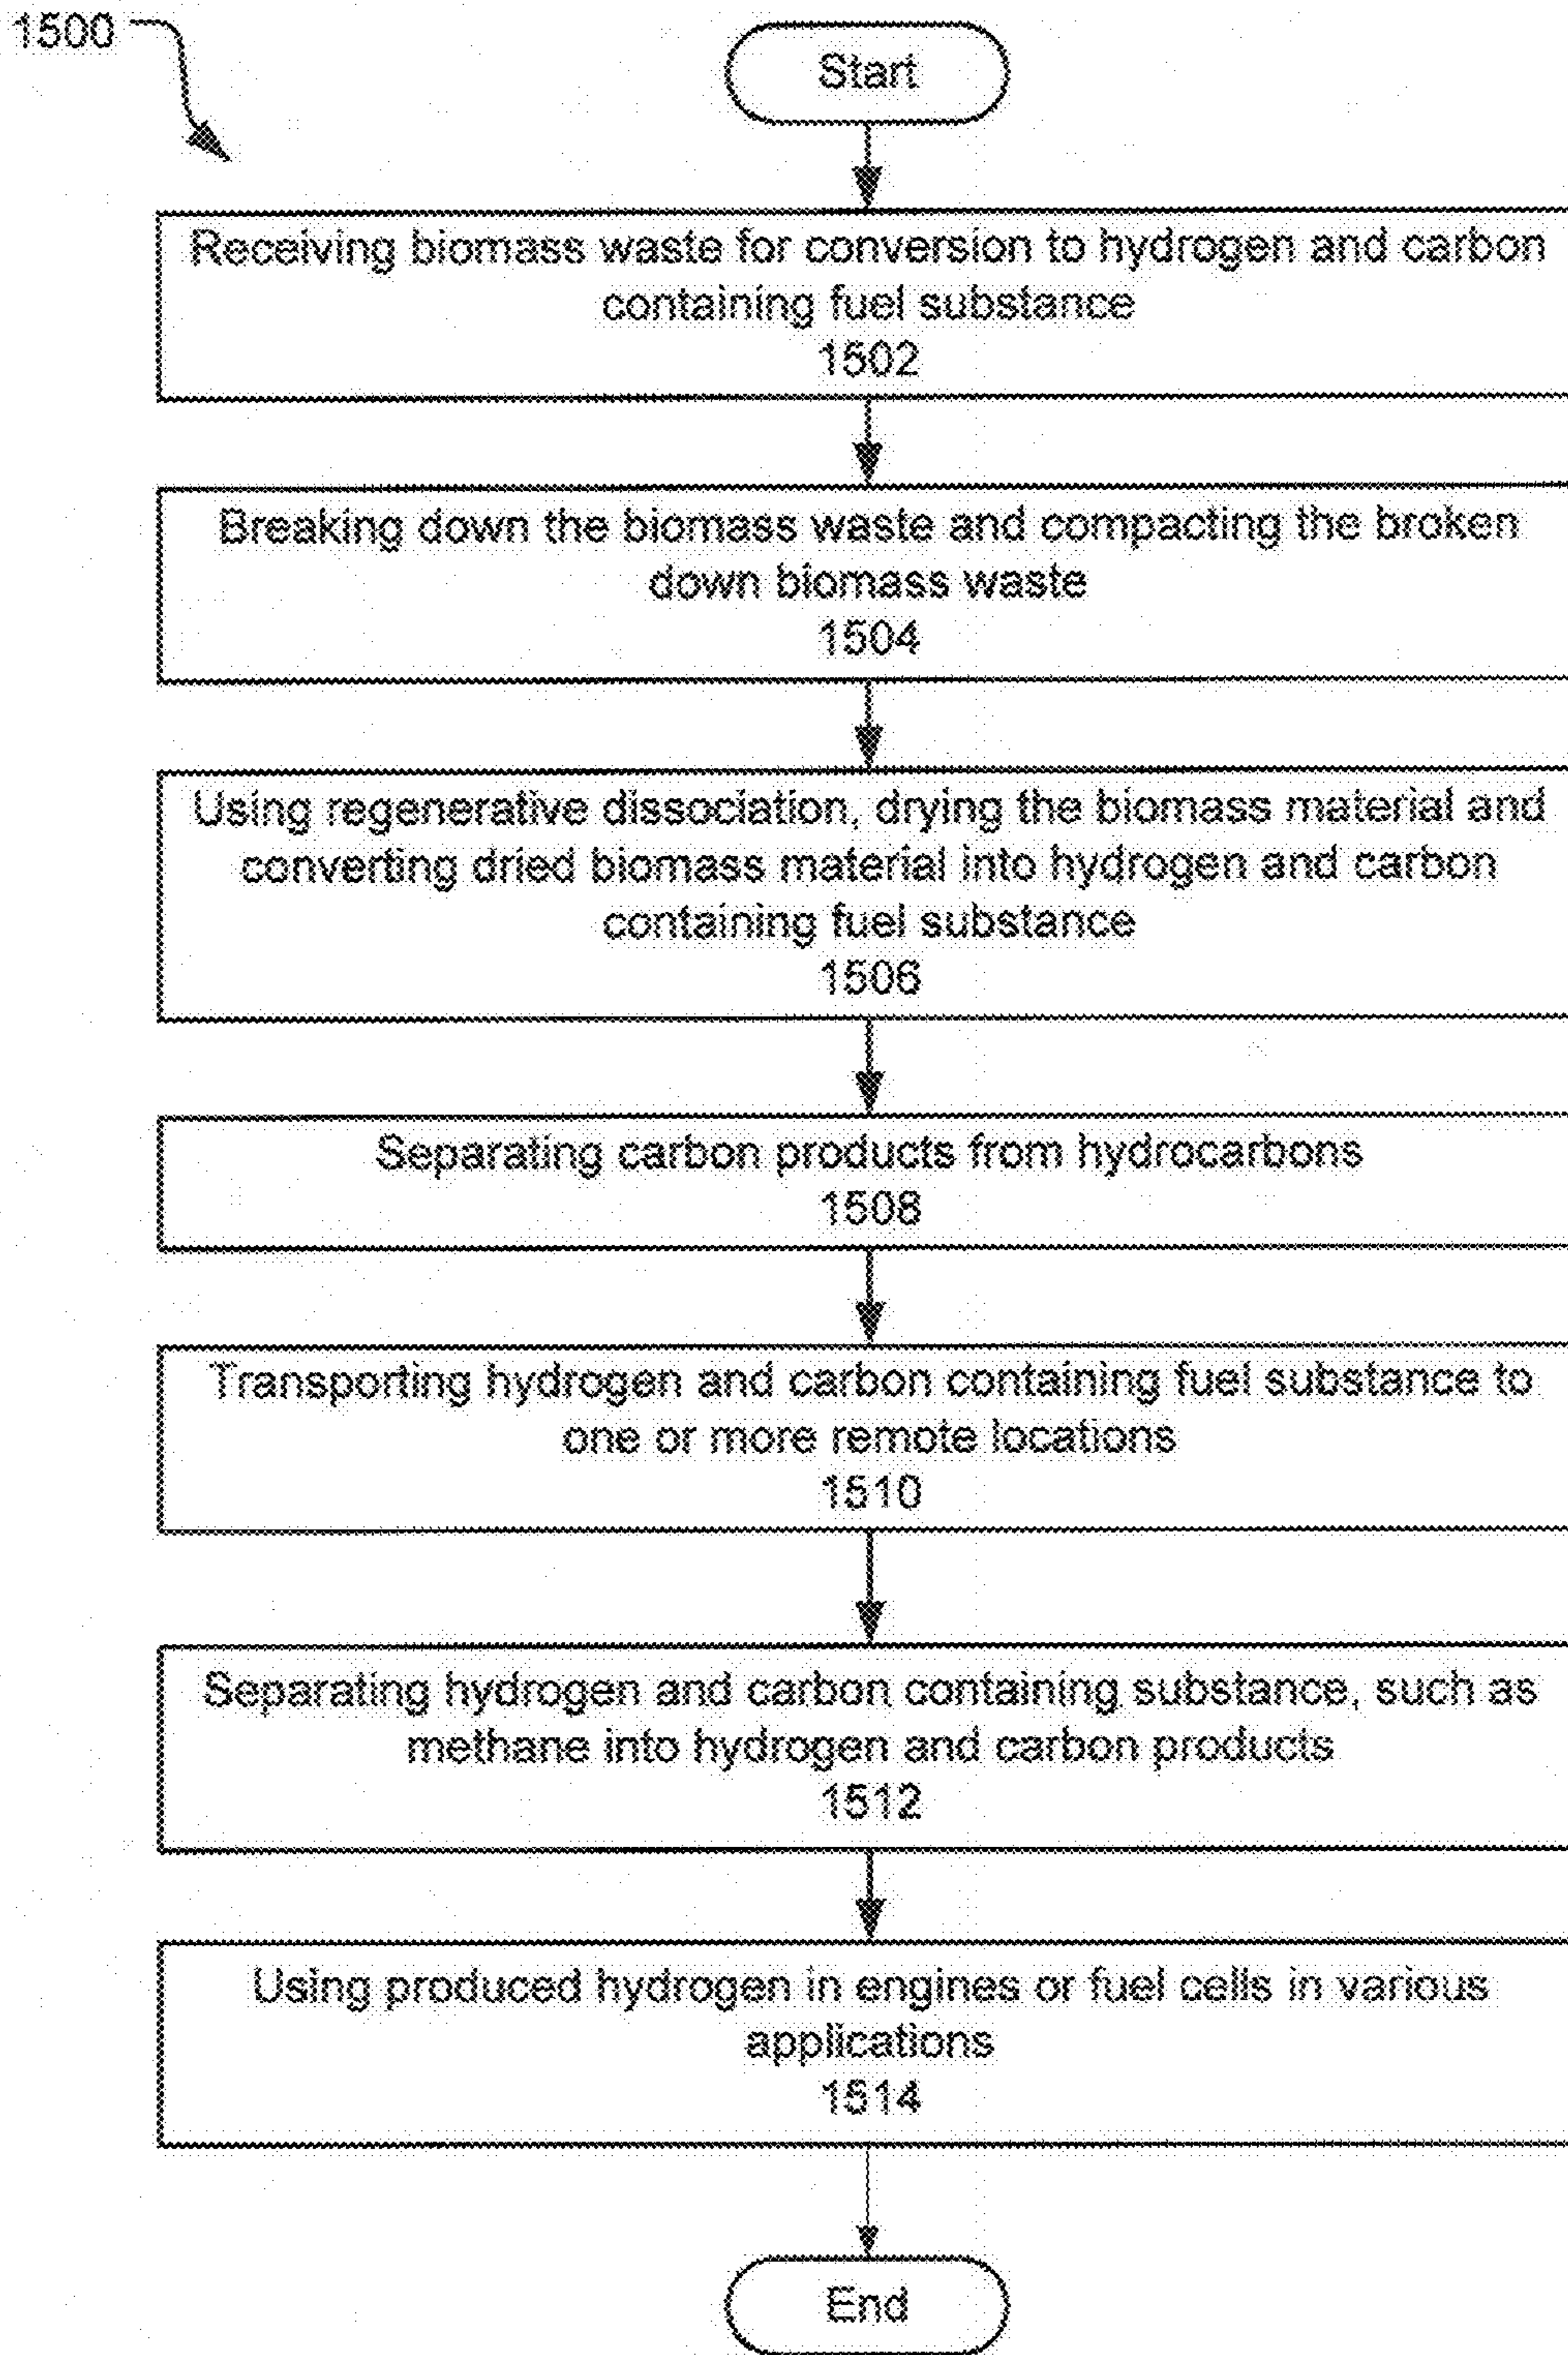 1500
Start
Receiving biomass waste for conversion to hydrogen and carbon
containing fuel substance
1502
Breaking down the biomass waste and compacting the broken
down biomass waste
1504
Using regenerative dissociation, drying the biomass material and
converting dried biomass material into hydrogen and carbon
containing fuel substance
1506
Separating carbon products from hydrocarbons
1508
Transporting hydrogen and carbon containing fuel substance to
one or more remote locations
1510
Separating hydrogen and carbon containing substance, such as
methane into hydrogen and carbon products
1512
Using produced hydrogen in engines or fuel cells in various
applications
1514
End